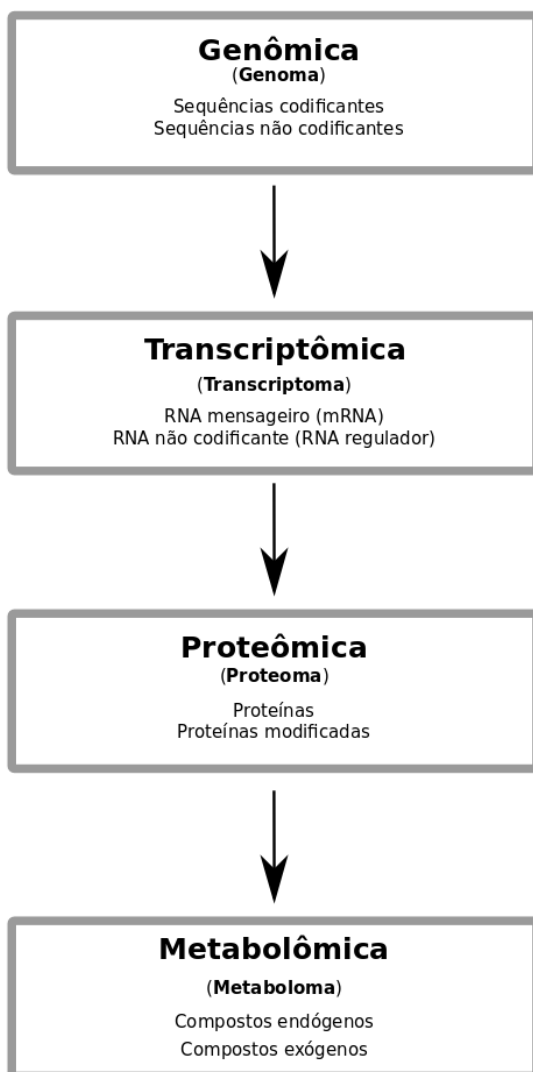 Genômica
(Genoma)
Sequências codificantes
Sequências não codificantes
Transcriptômica
(Transcriptoma)
RNA mensageiro (mRNA)
RNA não codificante (RNA regulador)
Proteômica
(Proteoma)
Proteínas
Proteínas modificadas
Metabolômica
(Metaboloma)
Compostos endógenos
Compostos exógenos